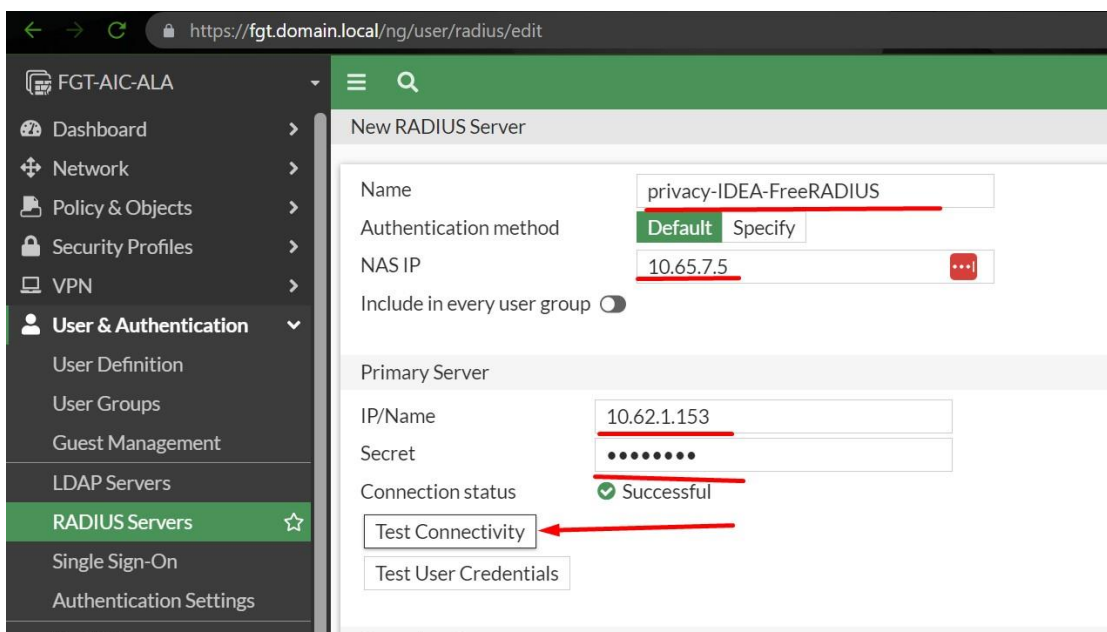 https://fgt.domain.local/ng/user/radius/edit
FGT-AIC-ALA
Dashboard
Network
Policy & Objects
Security Profiles
VPN
User & Authentication
User Definition
User Groups
Guest Management
LDAP Servers
RADIUS Servers
Single Sign-On
Authentication Settings
New RADIUS Server
Name privacy-IDEA-FreeRADIUS
Authentication method Default Specify
NAS IP 10.65.7.5
Include in every user group
Primary Server
IP/Name 10.62.1.153
Secret ••••••••
Connection status Successful
Test Connectivity
Test User Credentials